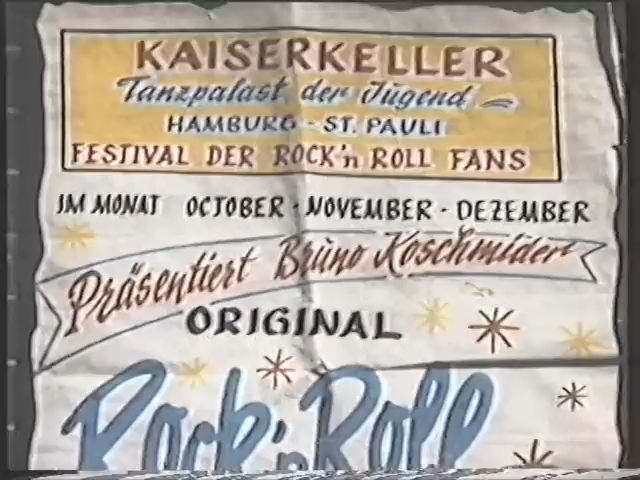 KAISERKELLER
Tanzpalast der Jugend
HAMBURG - ST. PAULI
FESTIVAL DER ROCK'n ROLL FANS
IM MONAT OCTOBER - NOVEMBER - DEZEMBER
Präsentiert Bruno Koschmider
ORIGINAL
Rock'n Roll